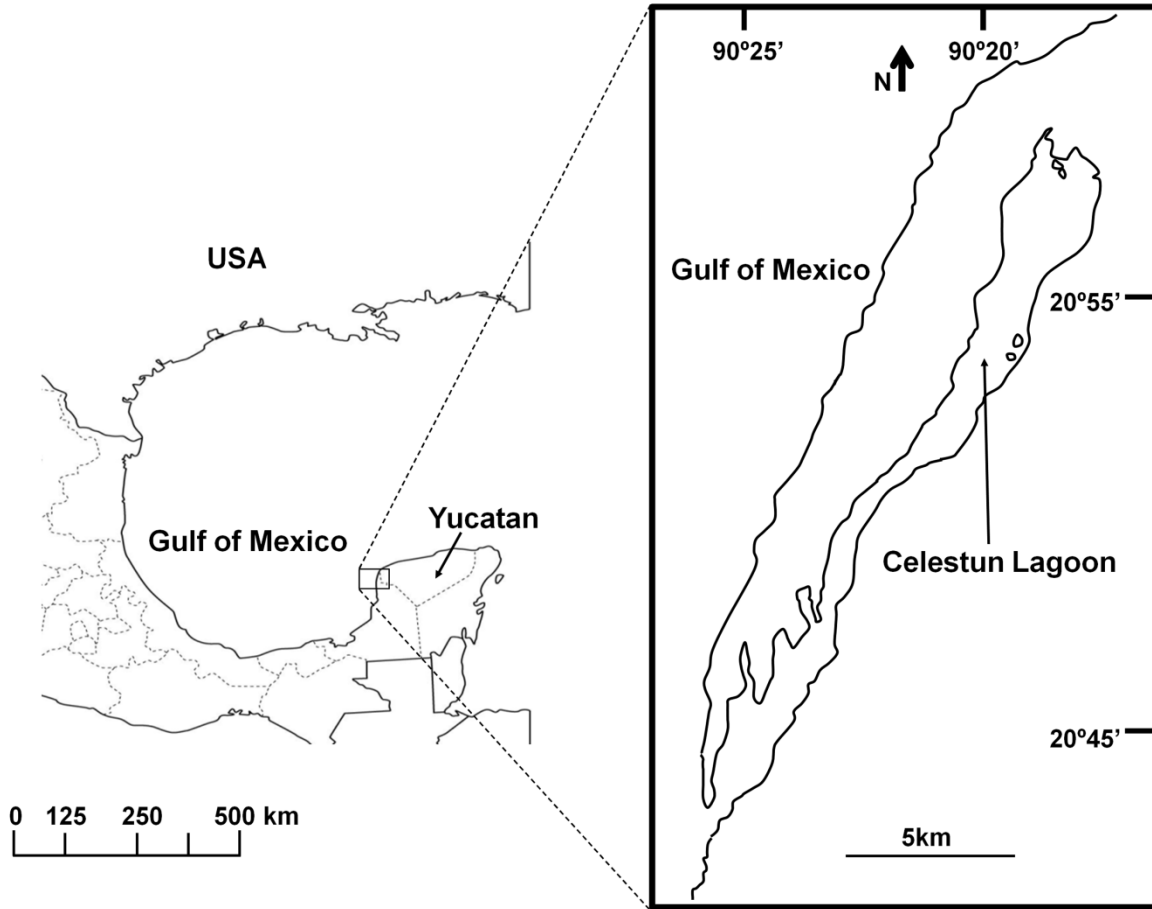 USA
Gulf of Mexico
Yucatan
0 125 250 500 km
90º25’ 90º20’
N
Gulf of Mexico
20º55’
Celestun Lagoon
20º45’
5km